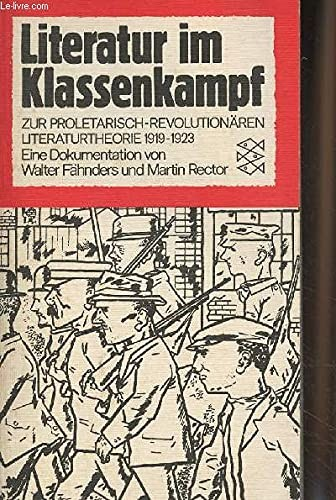 Le-livre.com
Literatur im
Klassenkampf
ZUR PROLETARISCH-REVOLUTIONÄREN
LITERATURTHEORIE 1919-1923
Eine Dokumentation von
Walter Fähnders und Martin Rector